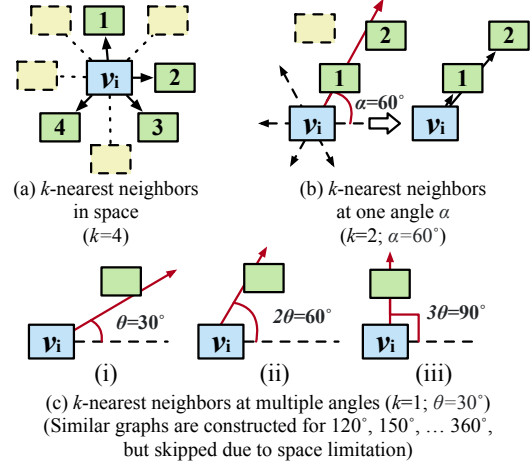 1
2
v_i
4
3
(a) k-nearest neighbors
in space
(k=4)
2
1
α=60°
v_i
2
1
v_i
(b) k-nearest neighbors
at one angle α
(k=2; α=60°)
θ=30°
v_i
(i)
2θ=60°
v_i
(ii)
3θ=90°
v_i
(iii)
(c) k-nearest neighbors at multiple angles (k=1; θ=30°)
(Similar graphs are constructed for 120°, 150°, … 360°,
but skipped due to space limitation)